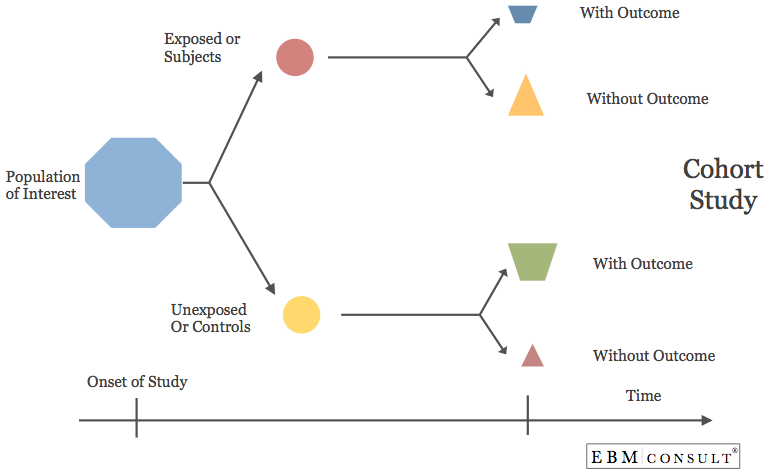 With Outcome
Exposed or
Subjects
Without Outcome
Population
of Interest
Cohort
Study
With Outcome
Unexposed
Or Controls
Without Outcome
Onset of Study
Time
EBM CONSULT®